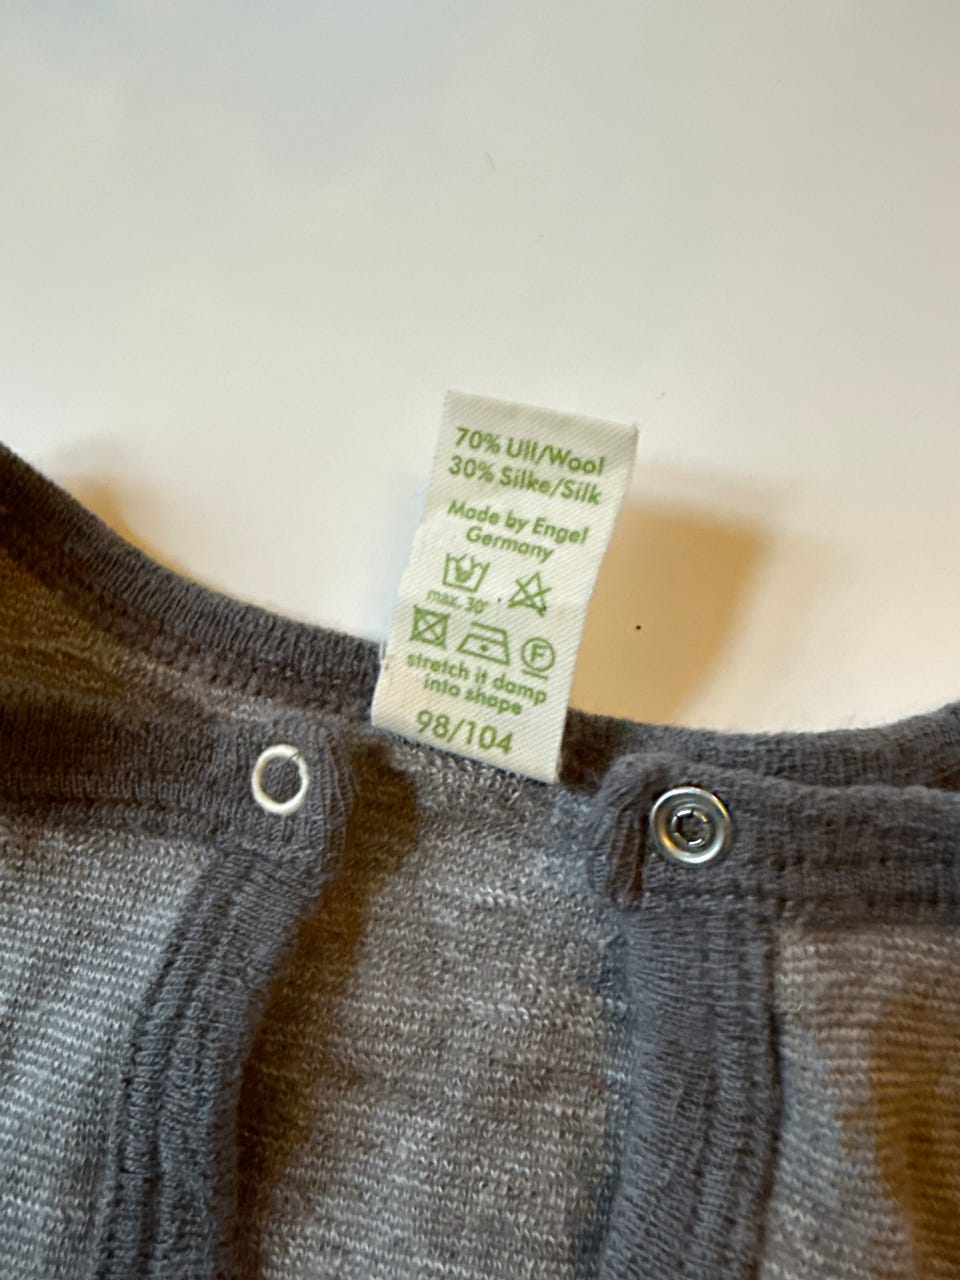 70% Ull/Wool
30% Silke/Silk
Made by Engel
Germany
max. 30°
F
stretch it damp
into shape
98/104